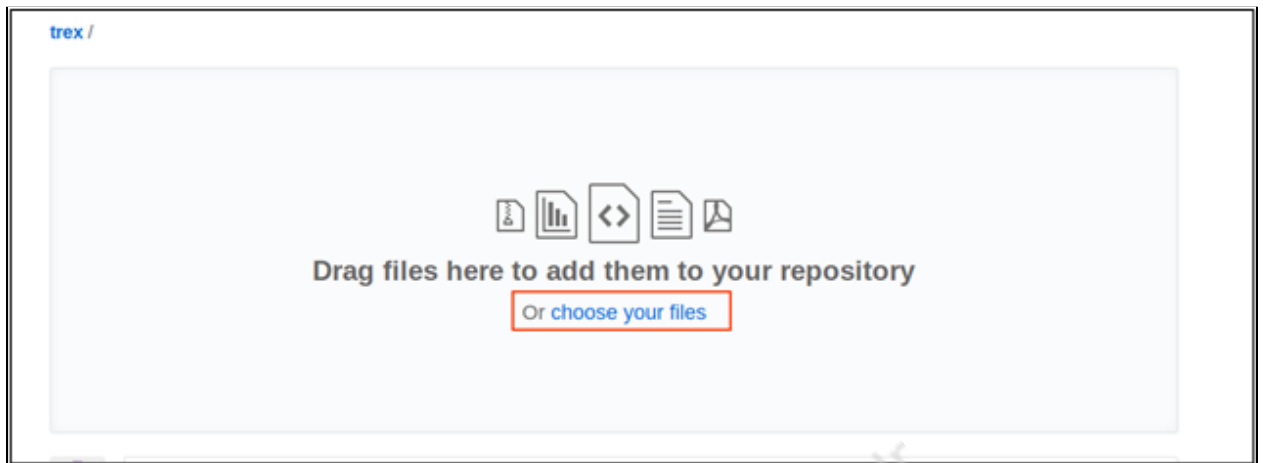 trex /
Drag files here to add them to your repository
Or choose your files